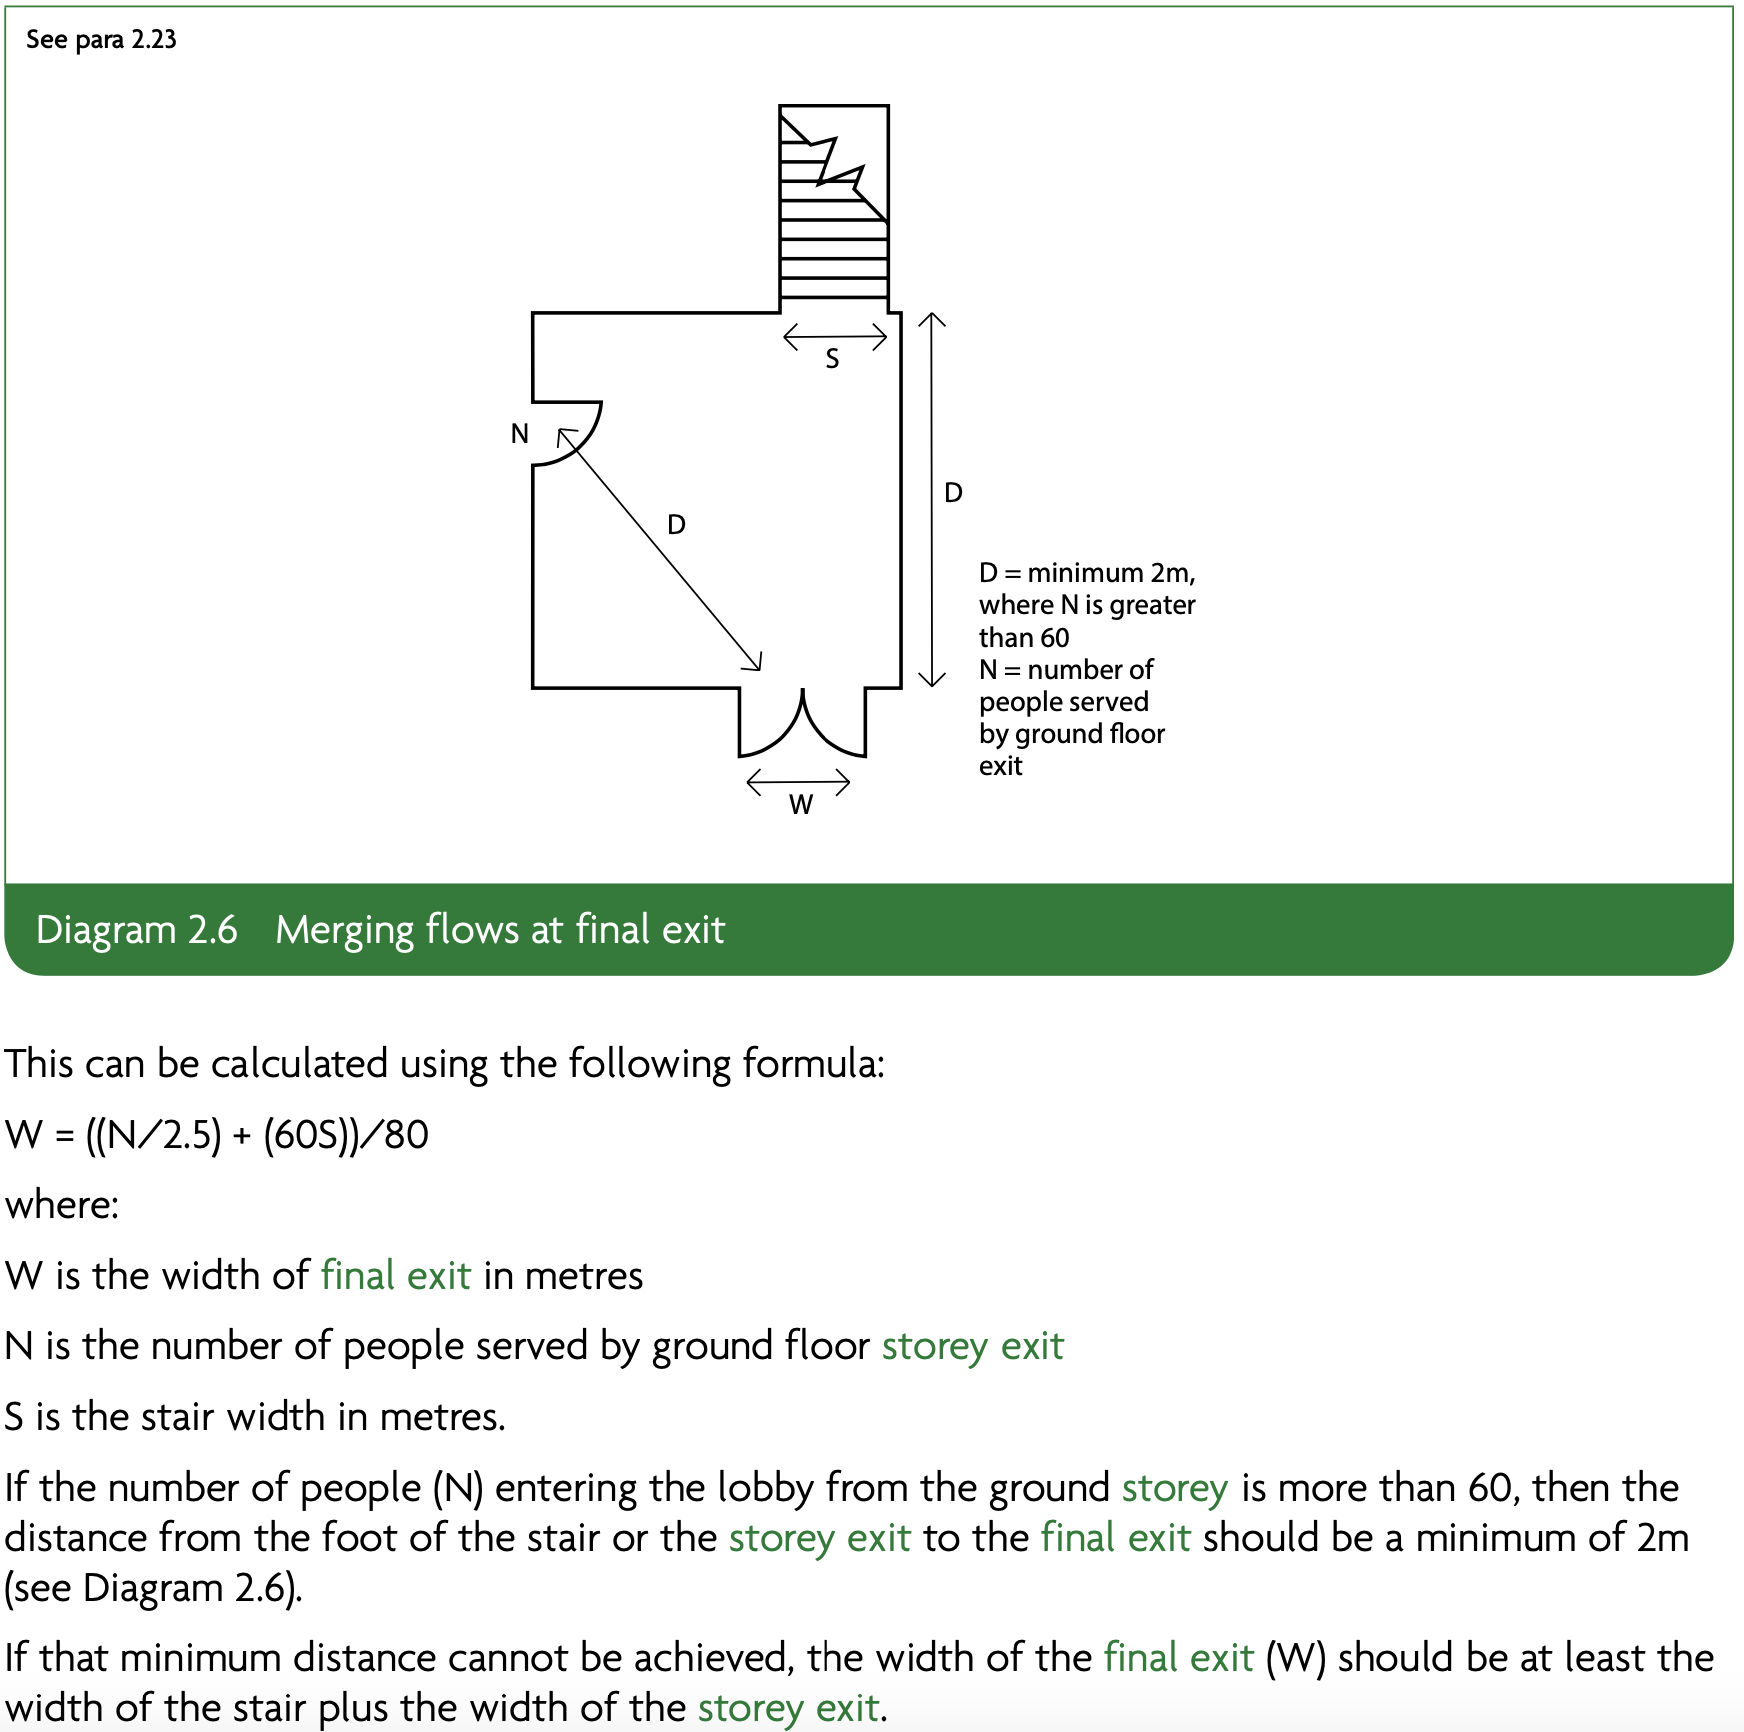 See para 2.23
S
N
D
D
D = minimum 2m,
where N is greater
than 60
N = number of
people served
by ground floor
exit
W
Diagram 2.6 Merging flows at final exit
This can be calculated using the following formula:
W = ((N/2.5) + (60S))/80
where:
W is the width of final exit in metres
N is the number of people served by ground floor storey exit
S is the stair width in metres.
If the number of people (N) entering the lobby from the ground storey is more than 60, then the
distance from the foot of the stair or the storey exit to the final exit should be a minimum of 2m
(see Diagram 2.6).
If that minimum distance cannot be achieved, the width of the final exit (W) should be at least the
width of the stair plus the width of the storey exit.